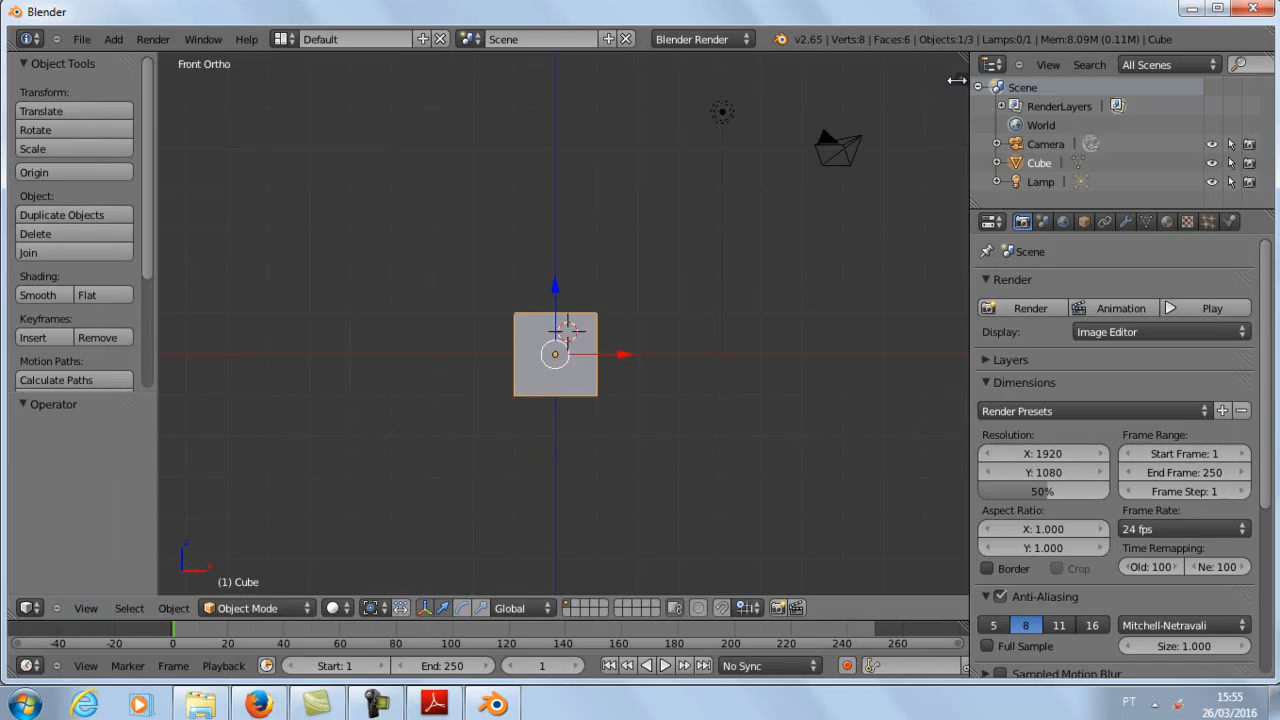 Blender
File Add Render Window Help Default Scene Blender Render v2.65 | Verts:8 | Faces:6 | Objects:1/3 | Lamps:0/1 | Mem:8.09M (0.11M) | Cube
Object Tools
Transform:
Translate
Rotate
Scale
Origin
Object:
Duplicate Objects
Delete
Join
Shading:
Smooth Flat
Keyframes:
Insert Remove
Motion Paths:
Calculate Paths
Operator
Front Ortho
z
x
(1) Cube
View Search All Scenes
Scene
RenderLayers
World
Camera
Cube
Lamp
Scene
Render
Render Animation Play
Display: Image Editor
Layers
Dimensions
Render Presets
Resolution: Frame Range:
X: 1920 Start Frame: 1
Y: 1080 End Frame: 250
50% Frame Step: 1
Aspect Ratio: Frame Rate:
X: 1.000 24 fps
Y: 1.000 Time Remapping:
Border Crop Old: 100 Ne: 100
Anti-Aliasing
5 8 11 16 Mitchell-Netravali
Full Sample Size: 1.000
Sampled Motion Blur
View Select Object Object Mode Global
-40 -20 0 20 40 60 80 100 120 140 160 180 200 220 240 260 280
View Marker Frame Playback Start: 1 End: 250 1 No Sync
PT 15:55
26/03/2016